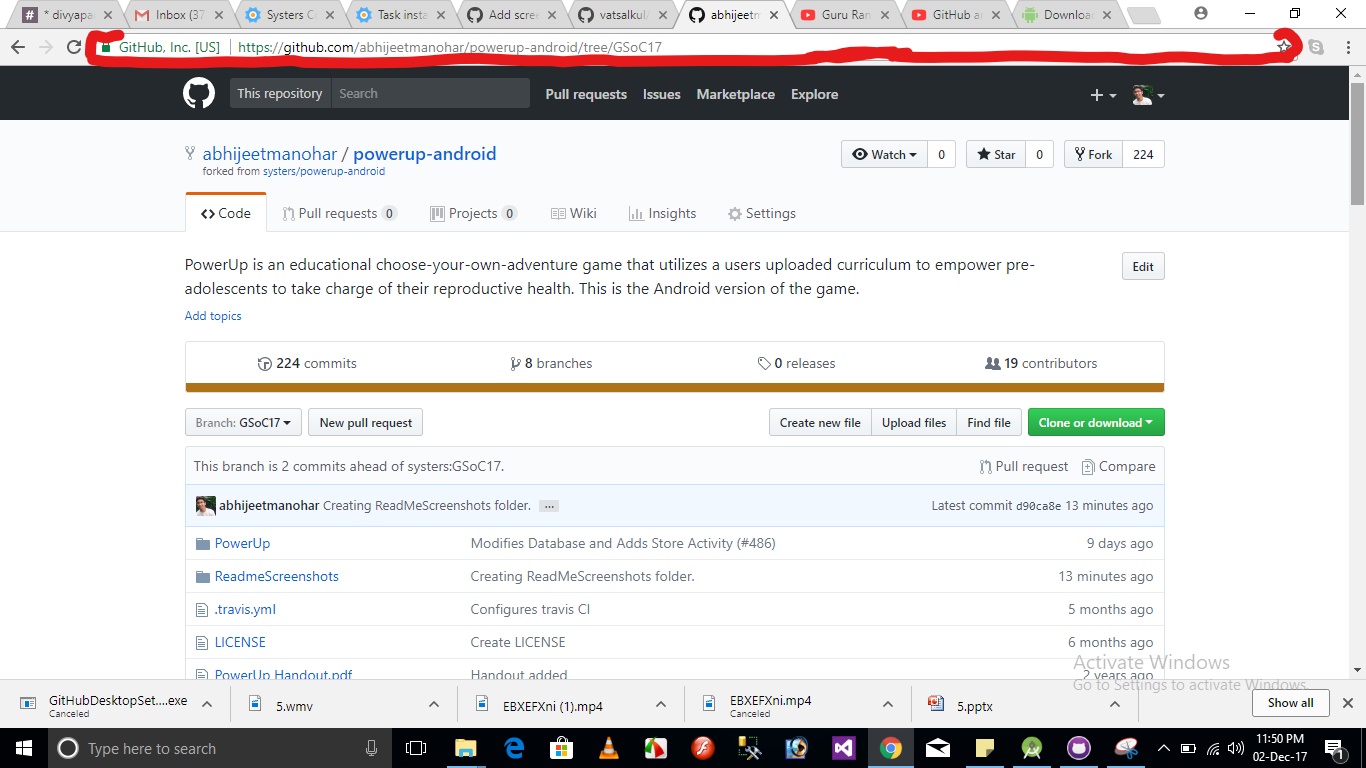 * divyapa
Inbox (37
Systers Co
Task insta
Add scree
vatsalkul
abhijeetm
Guru Ran
GitHub a
Downloa
GitHub, Inc. [US] https://github.com/abhijeetmanohar/powerup-android/tree/GSoC17
This repository Search Pull requests Issues Marketplace Explore
abhijeetmanohar / powerup-android
Watch 0 Star 0 Fork 224
forked from systers/powerup-android
Code Pull requests 0 Projects 0 Wiki Insights Settings
PowerUp is an educational choose-your-own-adventure game that utilizes a users uploaded curriculum to empower pre-
adolescents to take charge of their reproductive health. This is the Android version of the game.
Edit
Add topics
224 commits 8 branches 0 releases 19 contributors
Branch: GSoC17 New pull request Create new file Upload files Find file Clone or download
This branch is 2 commits ahead of systers:GSoC17. Pull request Compare
abhijeetmanohar Creating ReadMeScreenshots folder. ... Latest commit d90ca8e 13 minutes ago
PowerUp Modifies Database and Adds Store Activity (#486) 9 days ago
ReadmeScreenshots Creating ReadMeScreenshots folder. 13 minutes ago
.travis.yml Configures travis CI 5 months ago
LICENSE Create LICENSE 6 months ago
PowerUp Handout.pdf Handout added 2 years ago
Activate Windows
Go to Settings to activate Windows.
GitHubDesktopSet....exe
Canceled
5.wmv
EBXEFXni (1).mp4
EBXEFXni.mp4
Canceled
5.pptx
Show all
Type here to search
11:50 PM
02-Dec-17
1